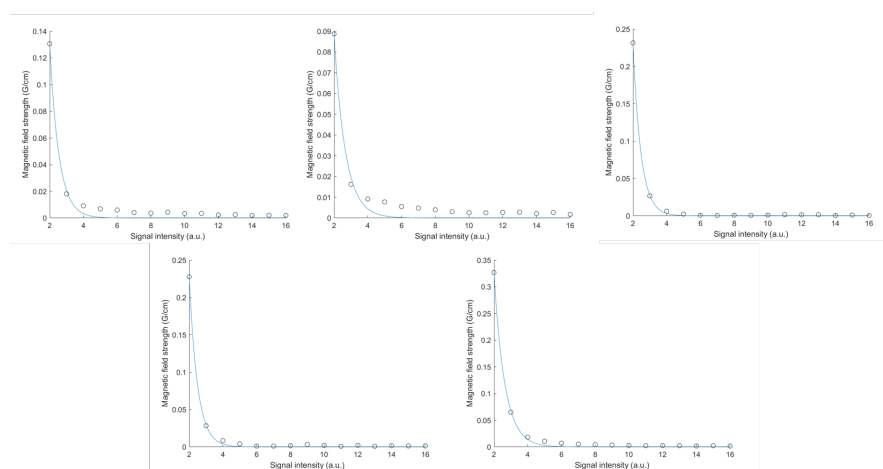 0.14
0.12
0.1
0.08
0.06
0.04
0.02
0
Magnetic field strength (G/cm)
2 4 6 8 10 12 14 16
Signal intensity (a.u.)
0.09
0.08
0.07
0.06
0.05
0.04
0.03
0.02
0.01
0
Magnetic field strength (G/cm)
2 4 6 8 10 12 14 16
Signal intensity (a.u.)
0.25
0.2
0.15
0.1
0.05
0
Magnetic field strength (G/cm)
2 4 6 8 10 12 14 16
Signal intensity (a.u.)
0.25
0.2
0.15
0.1
0.05
0
Magnetic field strength (G/cm)
2 4 6 8 10 12 14 16
Signal intensity (a.u.)
0.35
0.3
0.25
0.2
0.15
0.1
0.05
0
Magnetic field strength (G/cm)
2 4 6 8 10 12 14 16
Signal intensity (a.u.)